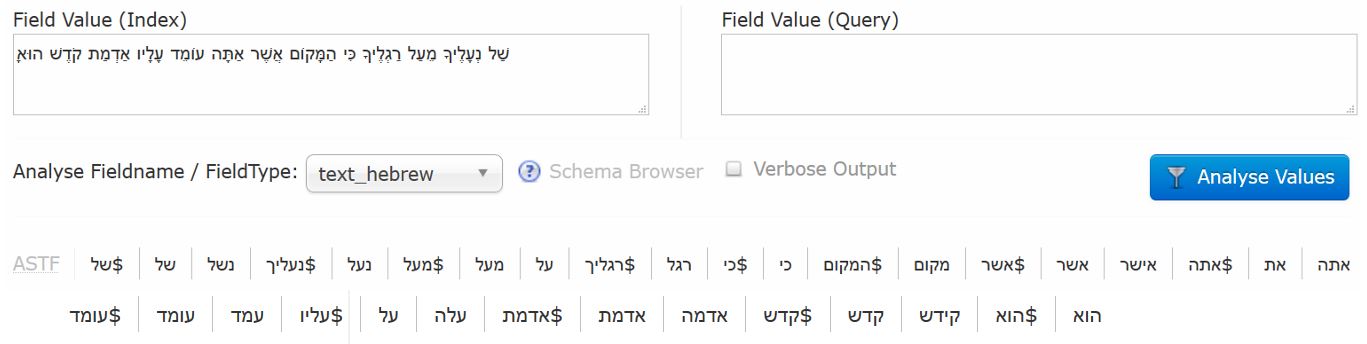 Field Value (Index)
Field Value (Query)
שַׁל נְעָלֶיךָ מֵעַל רַגְלֶיךָ כִּי הַמָּקוֹם אֲשֶׁר אַתָּה עוֹמֵד עָלָיו אַדְמַת קֹדֶשׁ הוּא
Analyse Fieldname / FieldType: text_hebrew ? Schema Browser Verbose Output Analyse Values
ASTF של$ של נשל נעליך$ נעל מעל$ מעל על רגליך$ רגל כי$ כי המקום$ מקום אשר$ אשר אישר אתה$ את אתה
עומד$ עומד עמד עליו$ על עלה אדמת$ אדמת אדמה קדש$ קדש קידש הוא$ הוא